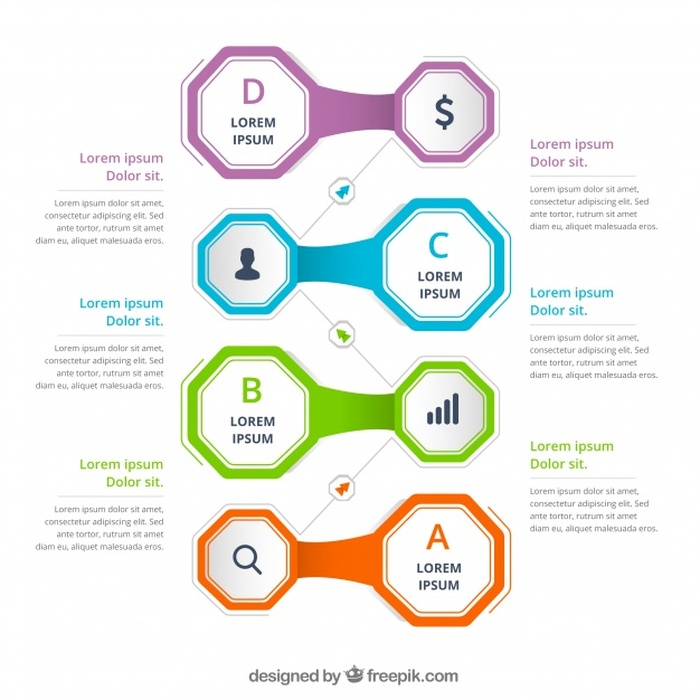 D
LOREM
IPSUM
$
Lorem ipsum
Dolor sit.
Lorem ipsum dolor sit amet,
consectetur adipiscing elit. Sed
ante tortor, rutrum sit amet
diam eu, aliquet malesuada eros.
Lorem ipsum
Dolor sit.
Lorem ipsum dolor sit amet,
consectetur adipiscing elit. Sed
ante tortor, rutrum sit amet
diam eu, aliquet malesuada eros.
C
LOREM
IPSUM
Lorem ipsum
Dolor sit.
Lorem ipsum dolor sit amet,
consectetur adipiscing elit. Sed
ante tortor, rutrum sit amet
diam eu, aliquet malesuada eros.
Lorem ipsum
Dolor sit.
Lorem ipsum dolor sit amet,
consectetur adipiscing elit. Sed
ante tortor, rutrum sit amet
diam eu, aliquet malesuada eros.
B
LOREM
IPSUM
Lorem ipsum
Dolor sit.
Lorem ipsum dolor sit amet,
consectetur adipiscing elit. Sed
ante tortor, rutrum sit amet
diam eu, aliquet malesuada eros.
Lorem ipsum
Dolor sit.
Lorem ipsum dolor sit amet,
consectetur adipiscing elit. Sed
ante tortor, rutrum sit amet
diam eu, aliquet malesuada eros.
A
LOREM
IPSUM
designed by freepik.com